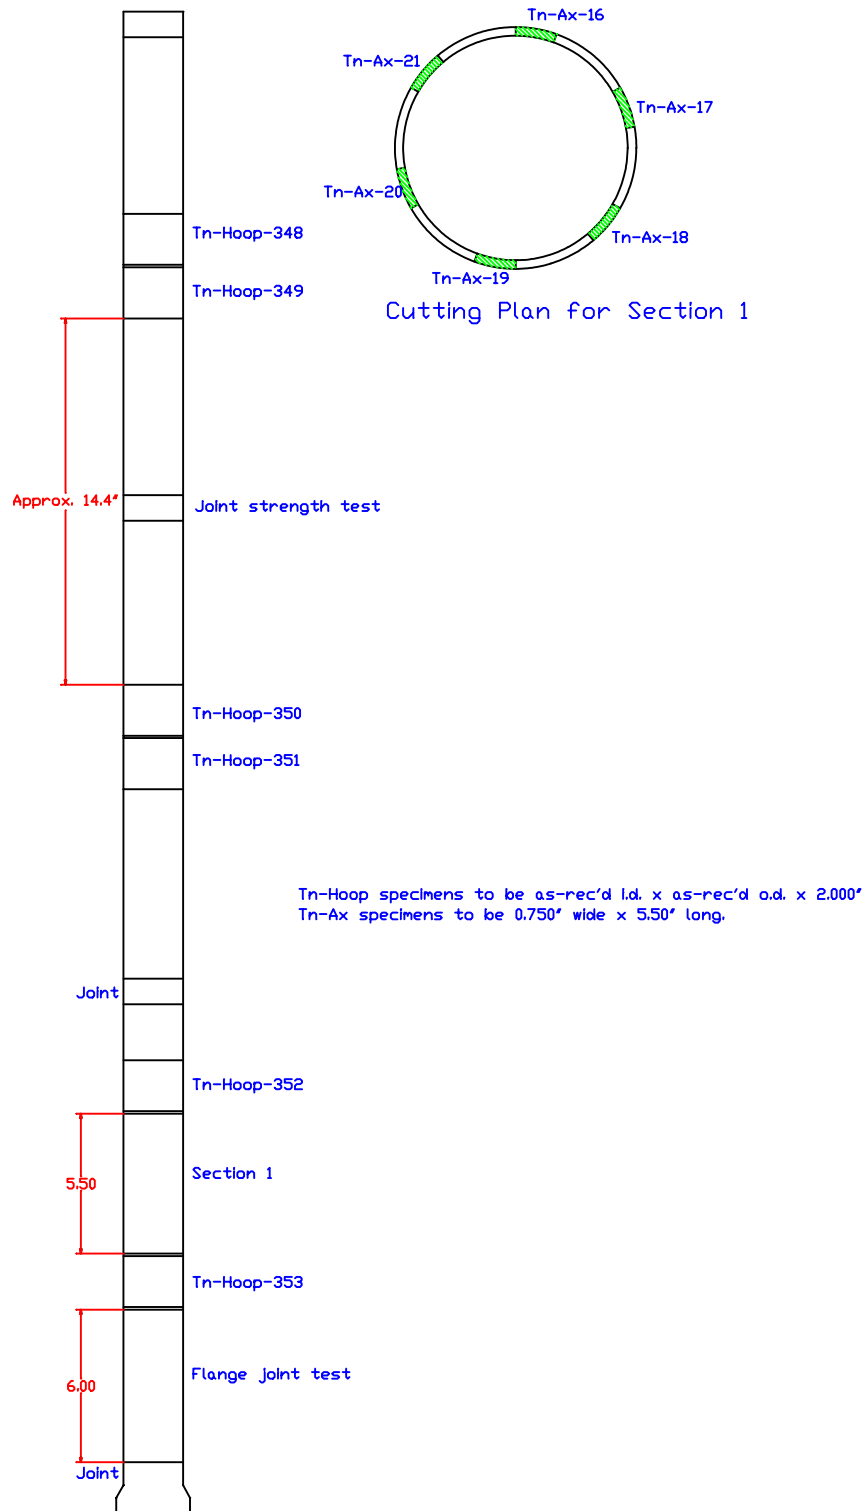 Tn-Ax-16
Tn-Ax-21
Tn-Ax-17
Tn-Ax-20
Tn-Ax-18
Tn-Ax-19
Cutting Plan for Section 1
Tn-Hoop-348
Tn-Hoop-349
Approx. 14.4"
Joint strength test
Tn-Hoop-350
Tn-Hoop-351
Tn-Hoop specimens to be as-rec'd i.d. x as-rec'd o.d. x 2.000"
Tn-Ax specimens to be 0.750" wide x 5.50" long.
Joint
Tn-Hoop-352
Section 1
5.50
Tn-Hoop-353
Flange joint test
6.00
Joint